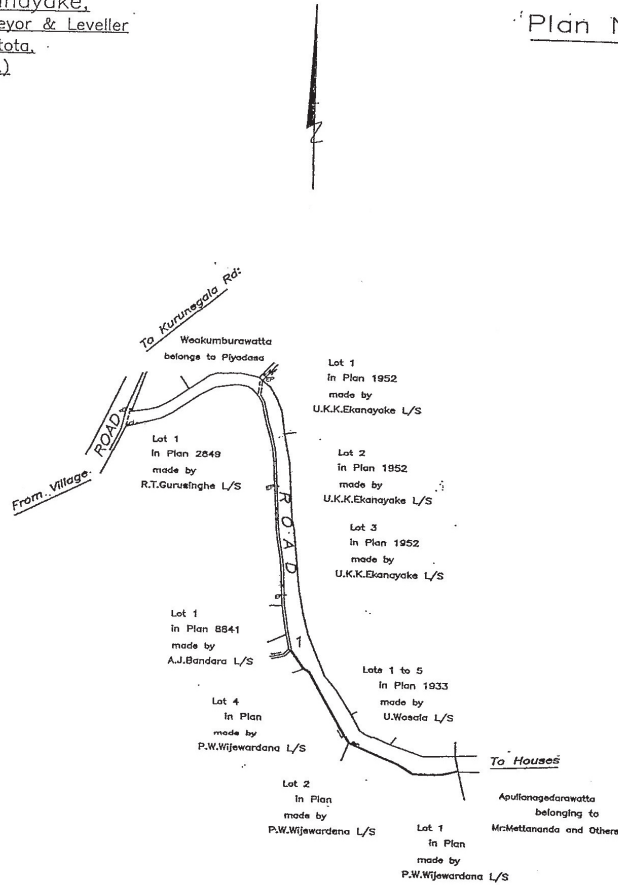 eyor & Leveller
Plan N
To Kurunegala Rd:
Weakumburawatta
belongs to Piyadasa
Lot 1
in Plan 1952
made by
U.K.K.Ekanayake L/S
ROAD
From Village
Lot 1
in Plan 2849
made by
R.T.Gurusinghe L/S
Lot 2
in Plan 1952
made by
U.K.K.Ekanayake L/S
ROAD
Lot 3
in Plan 1952
made by
U.K.K.Ekanayake L/S
Lot 1
in Plan 8841
made by
A.J.Bandara L/S
1
Lots 1 to 5
in Plan 1933
made by
U.Wasala L/S
Lot 4
in Plan
made by
P.W.Wijewardana L/S
To Houses
Lot 2
in Plan
made by
P.W.Wijewardena L/S
Apullanagedarawatta
belonging to
Mr:Mettananda and Others
Lot 1
in Plan
made by
P.W.Wijewardana L/S